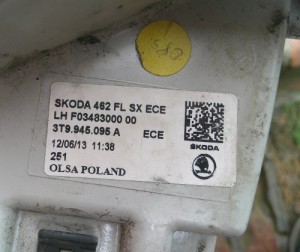 SKODA 462 FL SX ECE
LH F03483000 00
3T9.945.095 A ECE
12/06/13 11:38
251
OLSA POLAND
ŠKODA